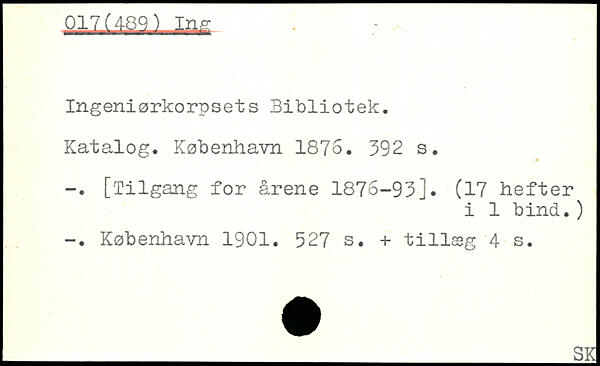 017(489) Ing
Ingeniørkorpsets Bibliotek.
Katalog. København 1876. 392 s.
-. [Tilgang for årene 1876-93]. (17 hefter
i 1 bind.)
-. København 1901. 527 s. + tillæg 4 s.
SK